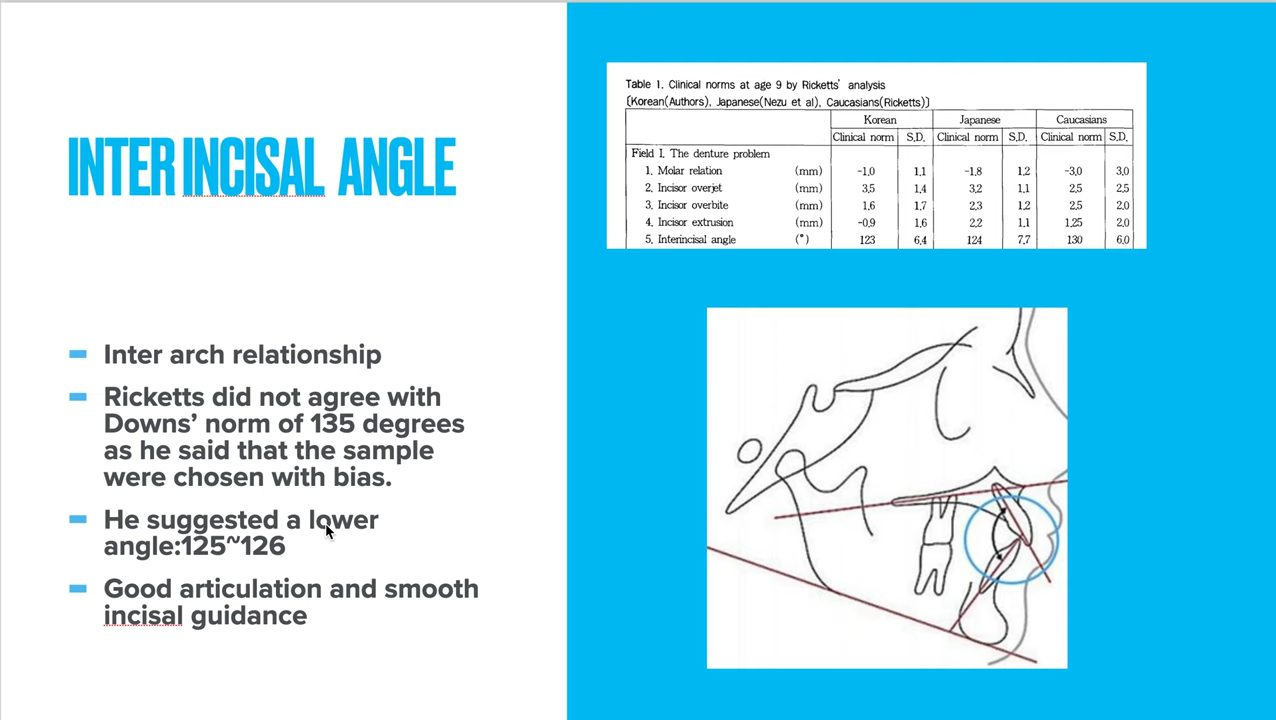 INTER INCISAL ANGLE
Inter arch relationship
Ricketts did not agree with
Downs’ norm of 135 degrees
as he said that the sample
were chosen with bias.
He suggested a lower
angle:125~126
Good articulation and smooth
incisal guidance
Table 1. Clinical norms at age 9 by Ricketts' analysis
(Korean(Authors), Japanese(Nezu et al), Caucasians(Ricketts))
Korean Japanese Caucasians
Clinical norm S.D. Clinical norm S.D. Clinical norm S.D.
Field I. The denture problem
1. Molar relation (mm) -1.0 1.1 -1.8 1.2 -3.0 3.0
2. Incisor overjet (mm) 3.5 1.4 3.2 1.1 2.5 2.5
3. Incisor overbite (mm) 1.6 1.7 2.3 1.2 2.5 2.0
4. Incisor extrusion (mm) -0.9 1.6 2.2 1.1 1.25 2.0
5. Interincisal angle (°) 123 6.4 124 7.7 130 6.0